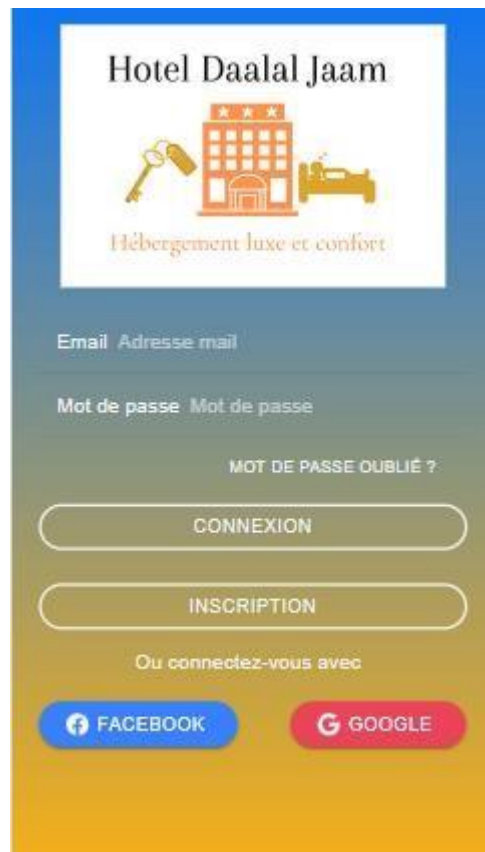 Hotel Daalal Jaam
Hébergement luxe et confort
Email Adresse mail
Mot de passe Mot de passe
MOT DE PASSE OUBLIÉ ?
CONNEXION
INSCRIPTION
Ou connectez-vous avec
FACEBOOK GOOGLE